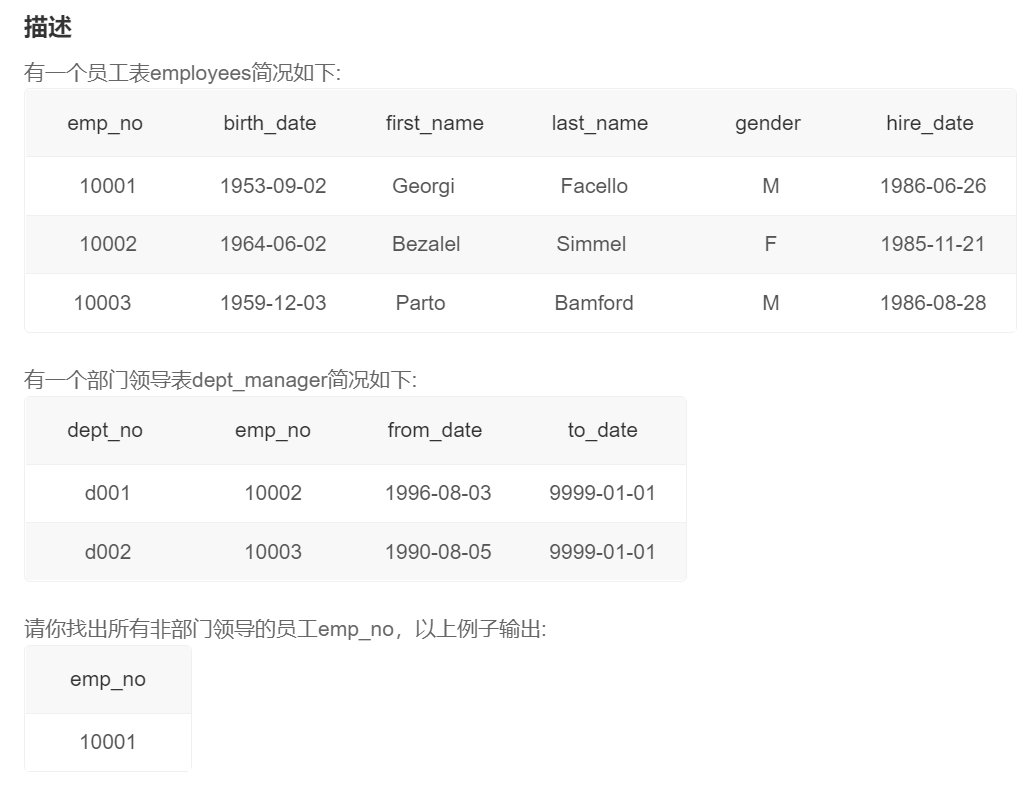 描述
有一个员工表employees简况如下:
emp_no birth_date first_name last_name gender hire_date
10001 1953-09-02 Georgi Facello M 1986-06-26
10002 1964-06-02 Bezalel Simmel F 1985-11-21
10003 1959-12-03 Parto Bamford M 1986-08-28
有一个部门领导表dept_manager简况如下:
dept_no emp_no from_date to_date
d001 10002 1996-08-03 9999-01-01
d002 10003 1990-08-05 9999-01-01
请你找出所有非部门领导的员工emp_no，以上例子输出:
emp_no
10001